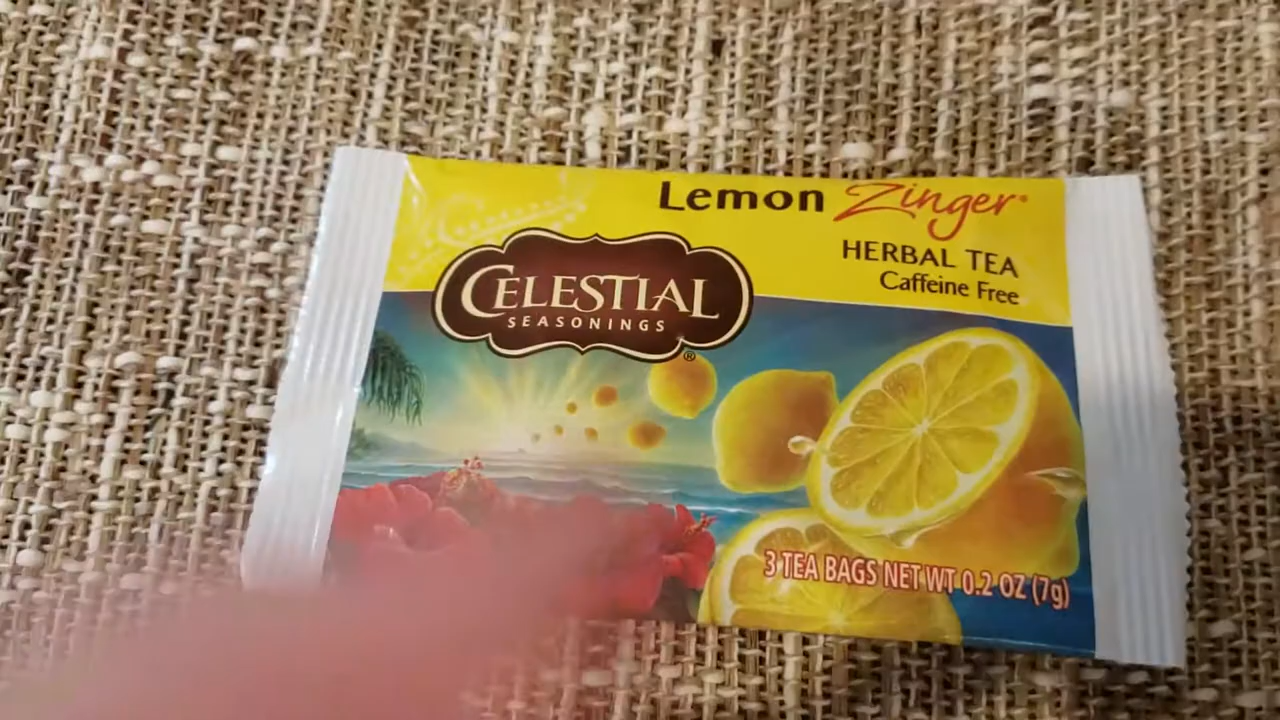 Lemon Zinger®
HERBAL TEA
Caffeine Free
CELESTIAL
SEASONINGS®
3 TEA BAGS NET WT 0.2 OZ (7g)